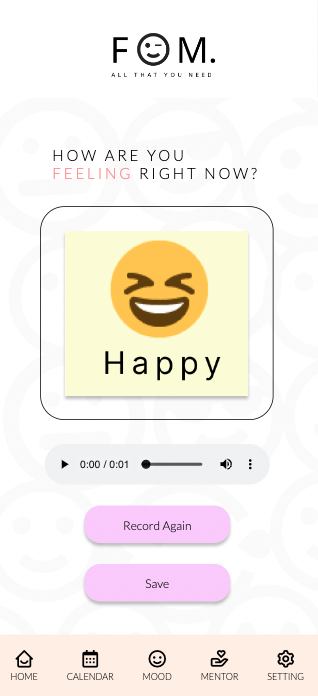 FOM.
ALL THAT YOU NEED
HOW ARE YOU
FEELING RIGHT NOW?
Happy
0:00 / 0:01
Record Again
Save
HOME CALENDAR MOOD MENTOR SETTING